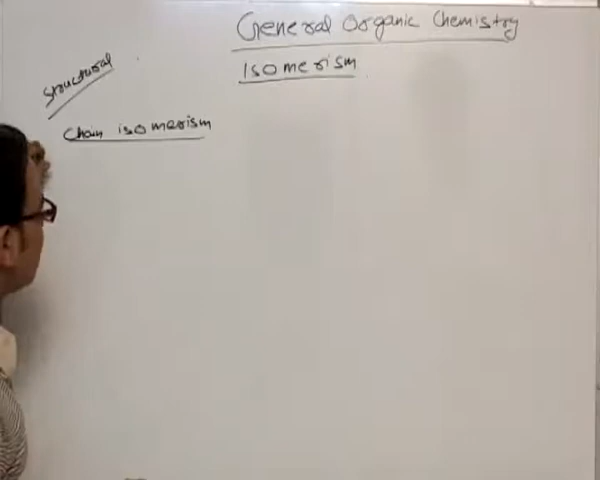 General Organic Chemistry
Isomerism
Structural
Chain isomerism